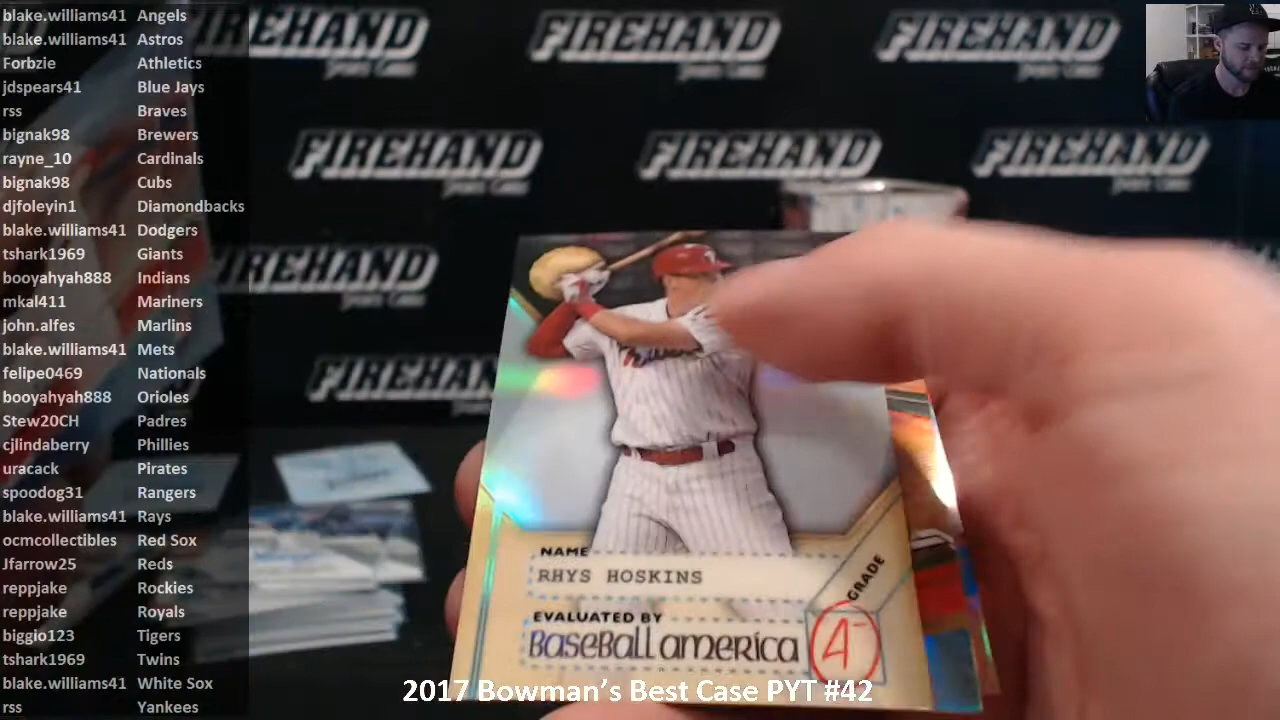 blake.williams41 Angels
blake.williams41 Astros
Forbzie Athletics
jdspears41 Blue Jays
rss Braves
bignak98 Brewers
rayne_10 Cardinals
bignak98 Cubs
djfoleyin1 Diamondbacks
blake.williams41 Dodgers
tshark1969 Giants
booyahyah888 Indians
mkal411 Mariners
john.alfes Marlins
blake.williams41 Mets
felipe0469 Nationals
booyahyah888 Orioles
Stew20CH Padres
cjlindaberry Phillies
uracack Pirates
spoodog31 Rangers
blake.williams41 Rays
ocmcollectibles Red Sox
Jfarrow25 Reds
reppjake Rockies
reppjake Royals
biggio123 Tigers
tshark1969 Twins
blake.williams41 White Sox
rss Yankees
FIREHAND FIREHAND FIREHAND
FIREHAND FIREHAND FIREHAND
FIREHAND
FIREHAND
NAME
RHYS HOSKINS
EVALUATED BY
BaseBall america
GRADE
A-
2017 Bowman's Best Case PYT #42